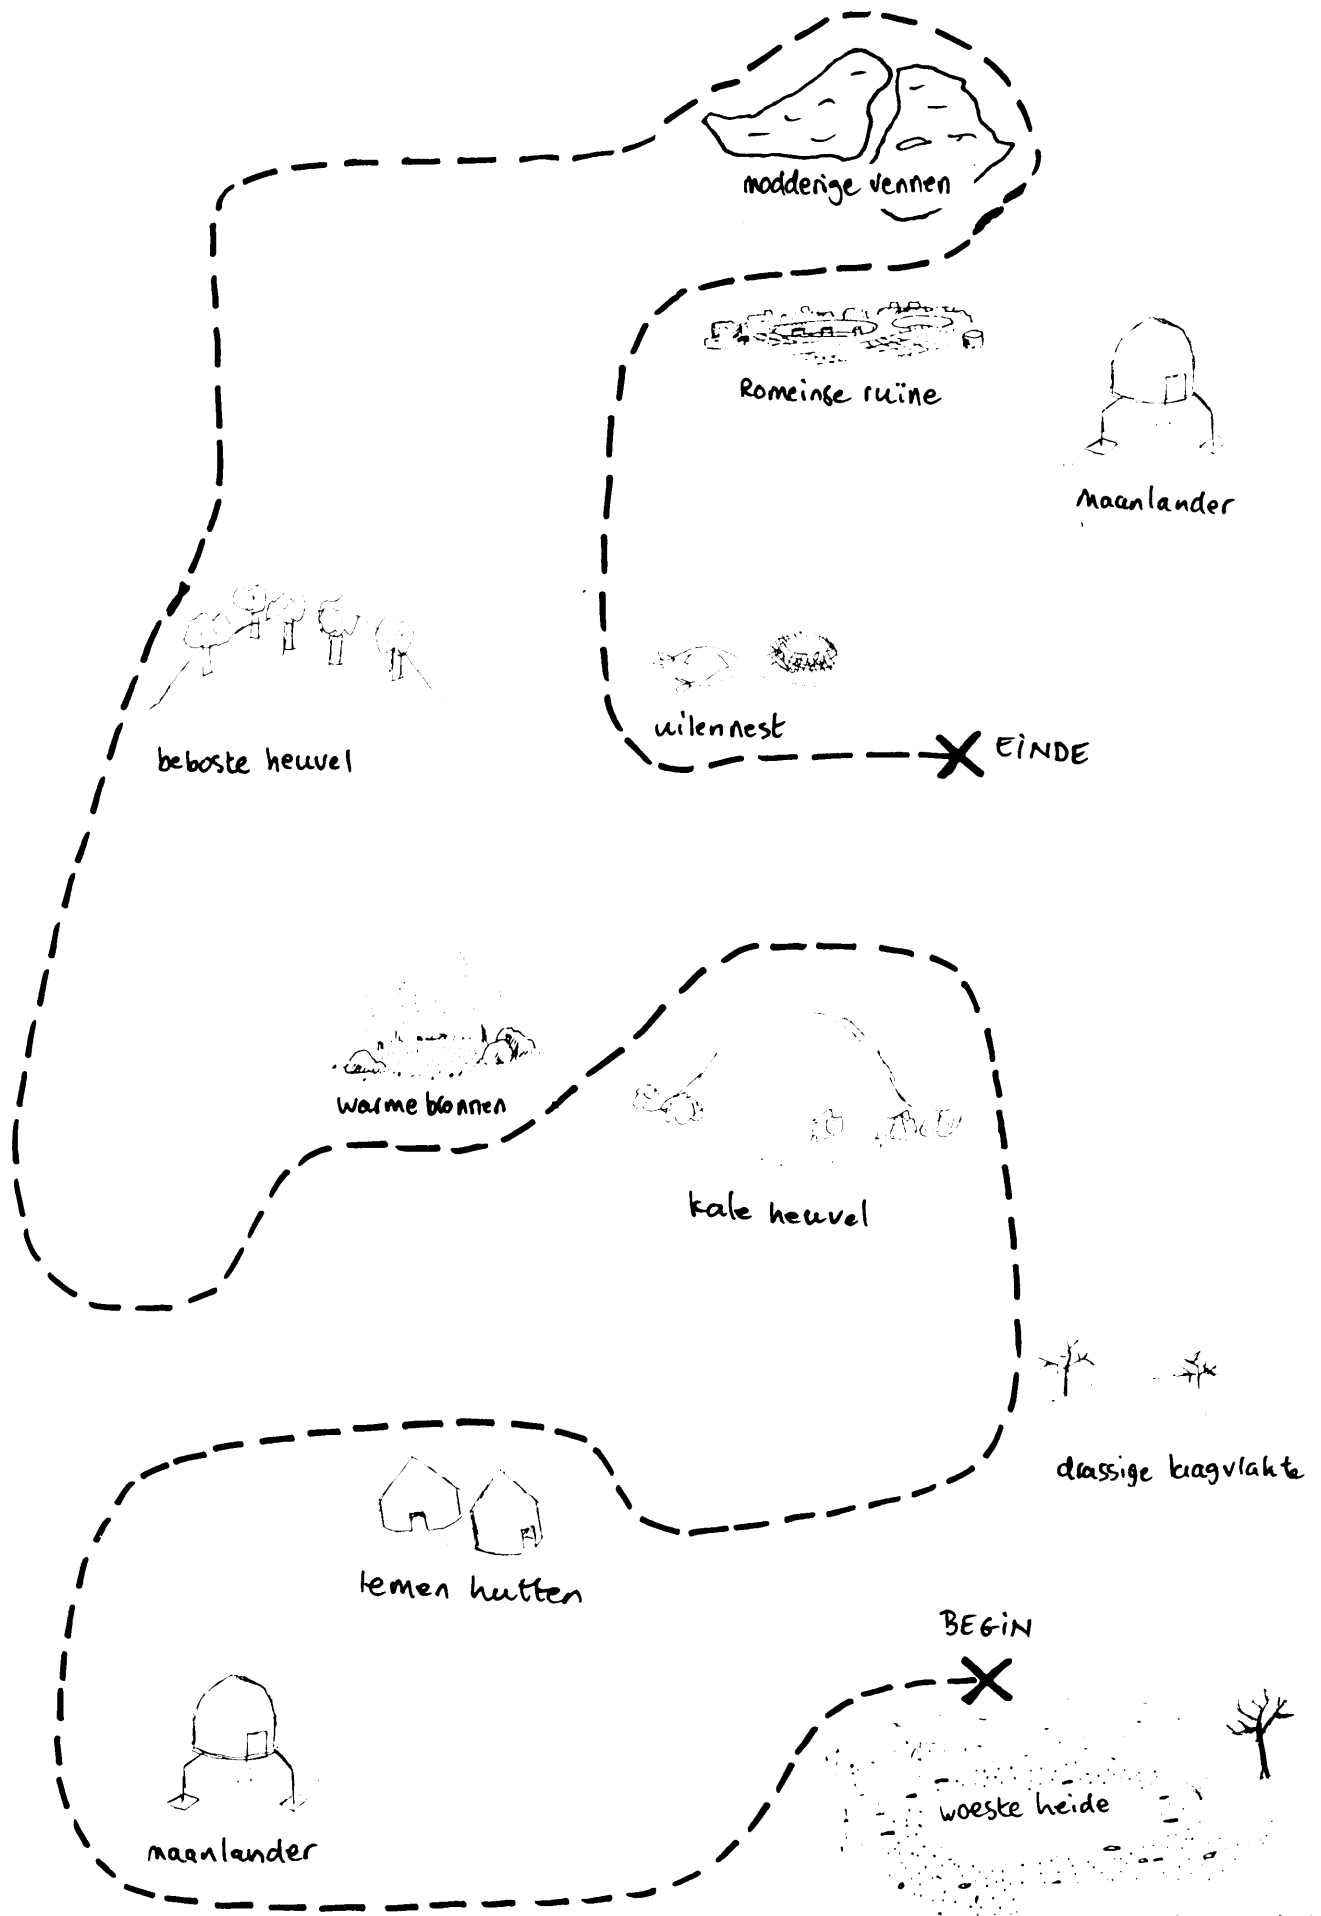 modderige vennen
Romeinse ruïne
Maanlander
uilennest
EiNDE
beboste heuvel
warme bronnen
kale heuvel
drassige laagvlakte
lemen hutten
BEGiN
woeste heide
maanlander